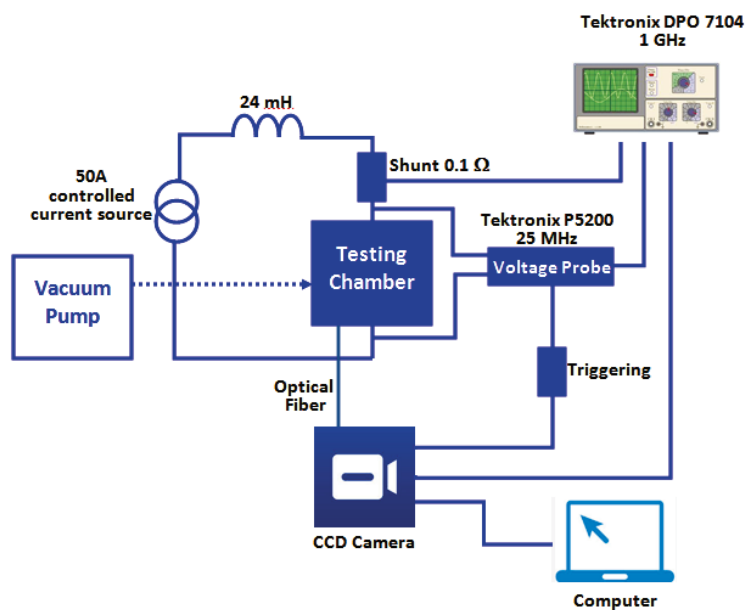 Tektronix DPO 7104
1 GHz
24 mH
50A
controlled
current source
Shunt 0.1 Ω
Tektronix P5200
25 MHz
Testing
Chamber
Voltage Probe
Vacuum
Pump
Triggering
Optical
Fiber
CCD Camera
Computer